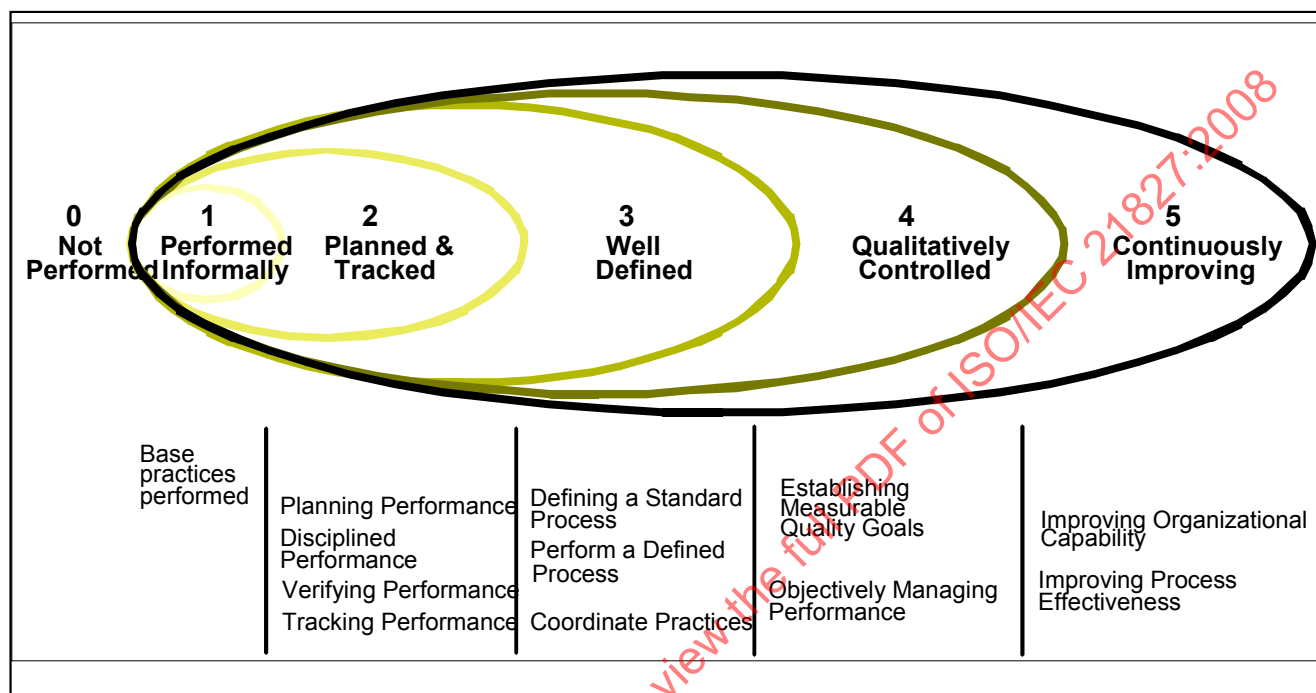 0
Not
Performed
1
Performed
Informally
2
Planned &
Tracked
3
Well
Defined
4
Qualitatively
Controlled
5
Continuously
Improving
Base
practices
performed
Planning Performance
Disciplined
Performance
Verifying Performance
Tracking Performance
Defining a Standard
Process
Perform a Defined
Process
Coordinate Practices
Establishing
Measurable
Quality Goals
Objectively Managing
Performance
Improving Organizational
Capability
Improving Process
Effectiveness
view the full PDF of ISO/IEC 21827:2008